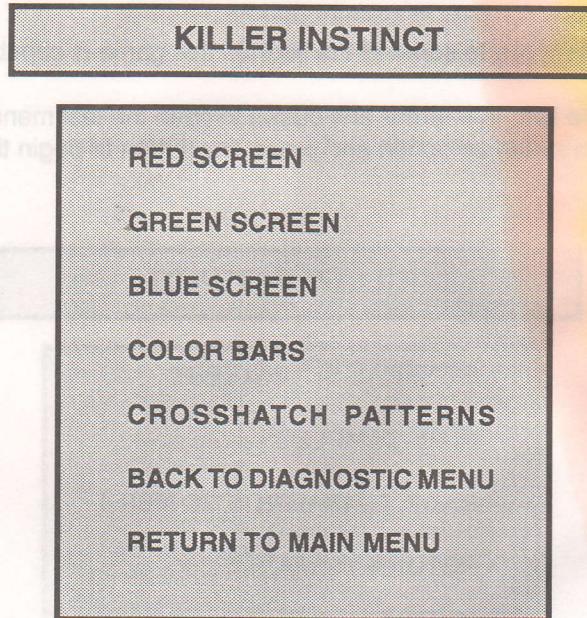 KILLER INSTINCT
RED SCREEN
GREEN SCREEN
BLUE SCREEN
COLOR BARS
CROSSHATCH PATTERNS
BACK TO DIAGNOSTIC MENU
RETURN TO MAIN MENU